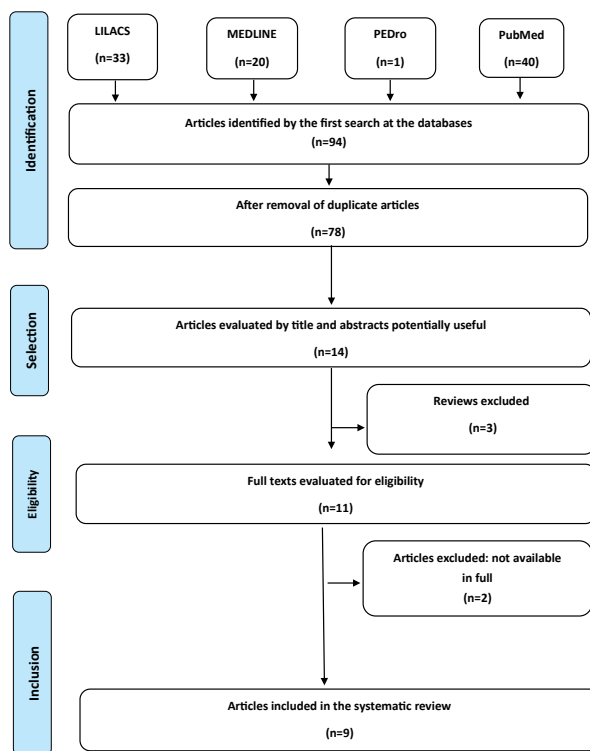 LILACS
(n=33)
MEDLINE
(n=20)
PEDro
(n=1)
PubMed
(n=40)
Identification
Articles identified by the first search at the databases
(n=94)
After removal of duplicate articles
(n=78)
Selection
Articles evaluated by title and abstracts potentially useful
(n=14)
Reviews excluded
(n=3)
Eligibility
Full texts evaluated for eligibility
(n=11)
Articles excluded: not available
in full
(n=2)
Inclusion
Articles included in the systematic review
(n=9)